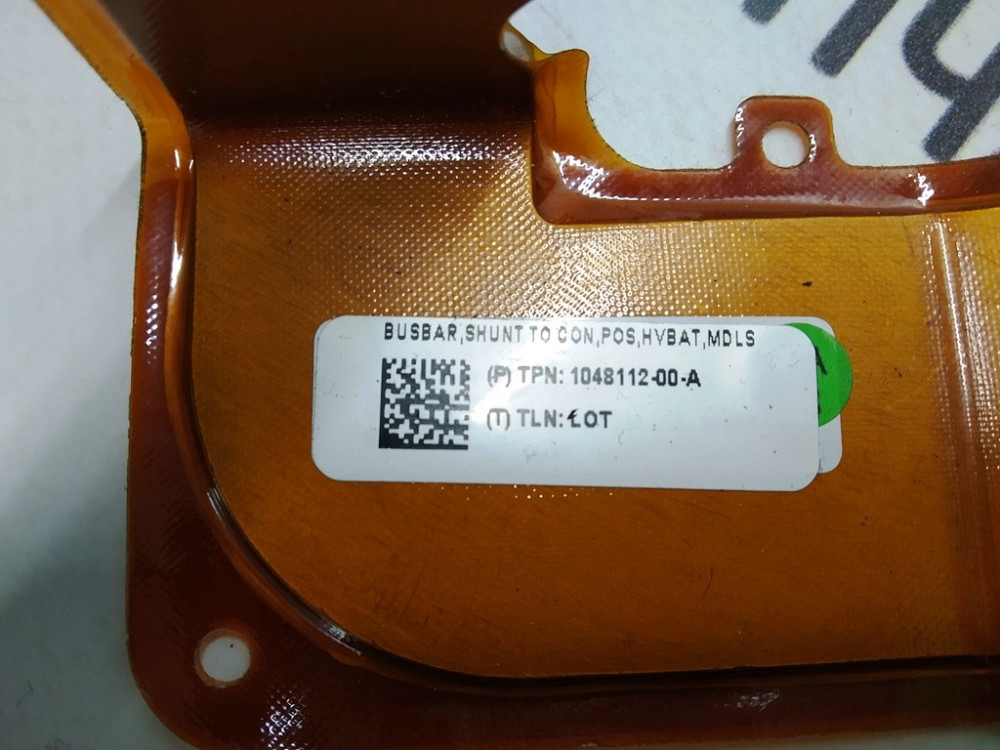 BUSBAR,SHUNT TO CON,POS,HVBAT,MDLS
(P) TPN: 1048112-00-A
(T) TLN: LOT